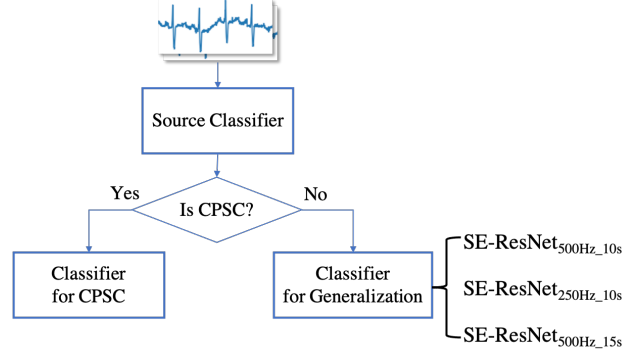 Source Classifier
Yes
No
Is CPSC?
Classifier
for CPSC
Classifier
for Generalization
SE-ResNet500Hz_10s
SE-ResNet250Hz_10s
SE-ResNet500Hz_15s